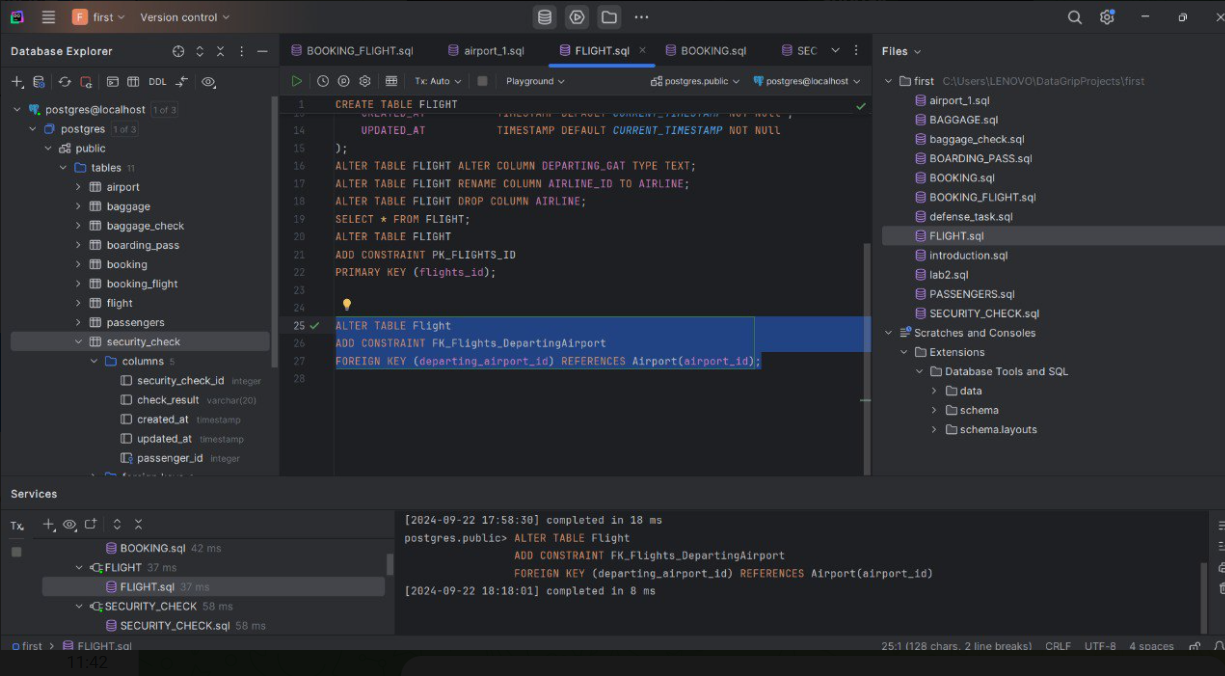 F first Version control
Database Explorer
DDL
postgres@localhost 1 of 3
postgres 1 of 3
public
tables 11
airport
baggage
baggage_check
boarding_pass
booking
booking_flight
flight
passengers
security_check
columns 5
security_check_id integer
check_result varchar(20)
created_at timestamp
updated_at timestamp
passenger_id integer
BOOKING_FLIGHT.sql airport_1.sql FLIGHT.sql BOOKING.sql SEC
Tx: Auto Playground postgres.public postgres@localhost
1 CREATE TABLE FLIGHT
CREATED_AT TIMESTAMP DEFAULT CURRENT_TIMESTAMP NOT NULL ,
14 UPDATED_AT TIMESTAMP DEFAULT CURRENT_TIMESTAMP NOT NULL
15 );
16 ALTER TABLE FLIGHT ALTER COLUMN DEPARTING_GAT TYPE TEXT;
17 ALTER TABLE FLIGHT RENAME COLUMN AIRLINE_ID TO AIRLINE;
18 ALTER TABLE FLIGHT DROP COLUMN AIRLINE;
19 SELECT * FROM FLIGHT;
20 ALTER TABLE FLIGHT
21 ADD CONSTRAINT PK_FLIGHTS_ID
22 PRIMARY KEY (flights_id);
23
24
25 ALTER TABLE Flight
26 ADD CONSTRAINT FK_Flights_DepartingAirport
27 FOREIGN KEY (departing_airport_id) REFERENCES Airport(airport_id);
28
Files
first C:\Users\LENOVO\DataGripProjects\first
airport_1.sql
BAGGAGE.sql
baggage_check.sql
BOARDING_PASS.sql
BOOKING.sql
BOOKING_FLIGHT.sql
defense_task.sql
FLIGHT.sql
introduction.sql
lab2.sql
PASSENGERS.sql
SECURITY_CHECK.sql
Scratches and Consoles
Extensions
Database Tools and SQL
data
schema
schema.layouts
Services
Tx
BOOKING.sql 42 ms
FLIGHT 37 ms
FLIGHT.sql 37 ms
SECURITY_CHECK 58 ms
SECURITY_CHECK.sql 58 ms
[2024-09-22 17:58:30] completed in 18 ms
postgres.public> ALTER TABLE Flight
ADD CONSTRAINT FK_Flights_DepartingAirport
FOREIGN KEY (departing_airport_id) REFERENCES Airport(airport_id)
[2024-09-22 18:18:01] completed in 8 ms
first > FLIGHT.sql
25:1 (128 chars, 2 line breaks) CRLF UTF-8 4 spaces
11:42